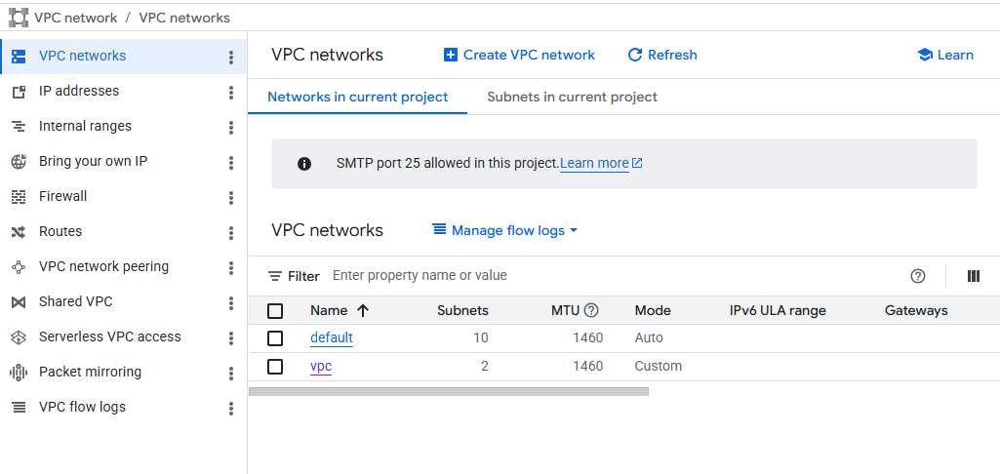 VPC network / VPC networks
VPC networks
IP addresses
Internal ranges
Bring your own IP
Firewall
Routes
VPC network peering
Shared VPC
Serverless VPC access
Packet mirroring
VPC flow logs
VPC networks Create VPC network Refresh Learn
Networks in current project Subnets in current project
SMTP port 25 allowed in this project.Learn more
VPC networks Manage flow logs
Filter Enter property name or value
Name Subnets MTU Mode IPv6 ULA range Gateways
default 10 1460 Auto
vpc 2 1460 Custom